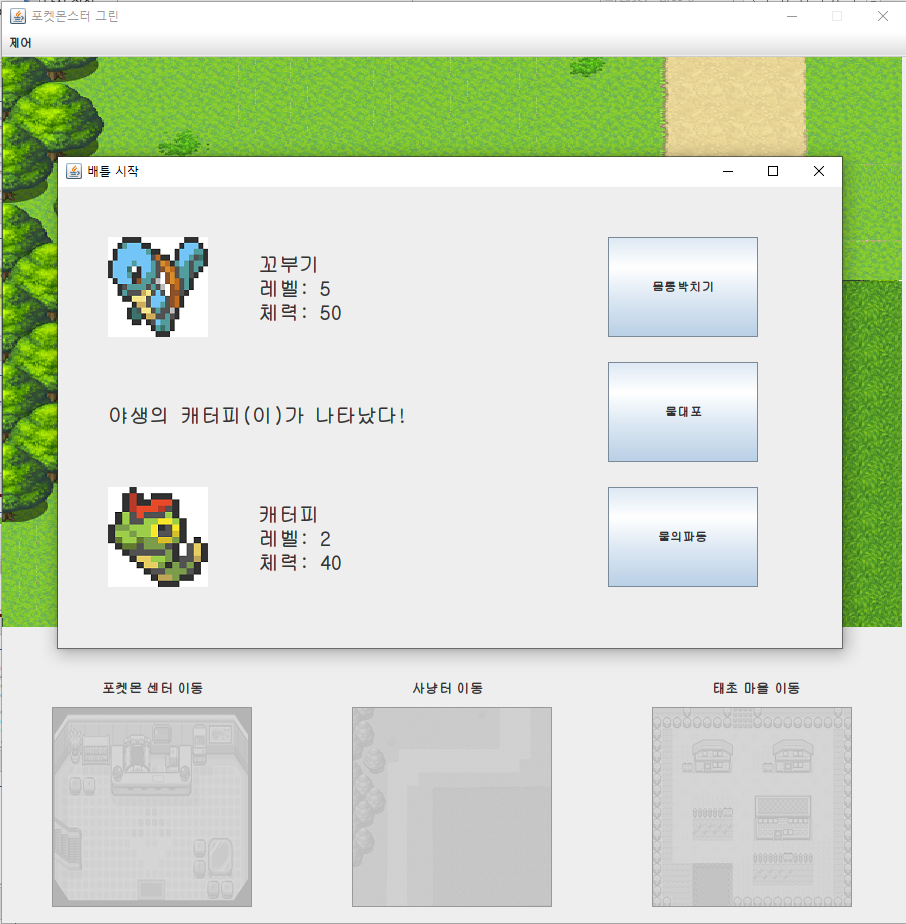 포켓몬스터 그린
제어
배틀 시작
꼬부기
레벨: 5
체력: 50
몸통박치기
야생의 캐터피(이)가 나타났다!
물대포
캐터피
레벨: 2
체력: 40
물의파동
포켓몬 센터 이동
사냥터 이동
태초 마을 이동